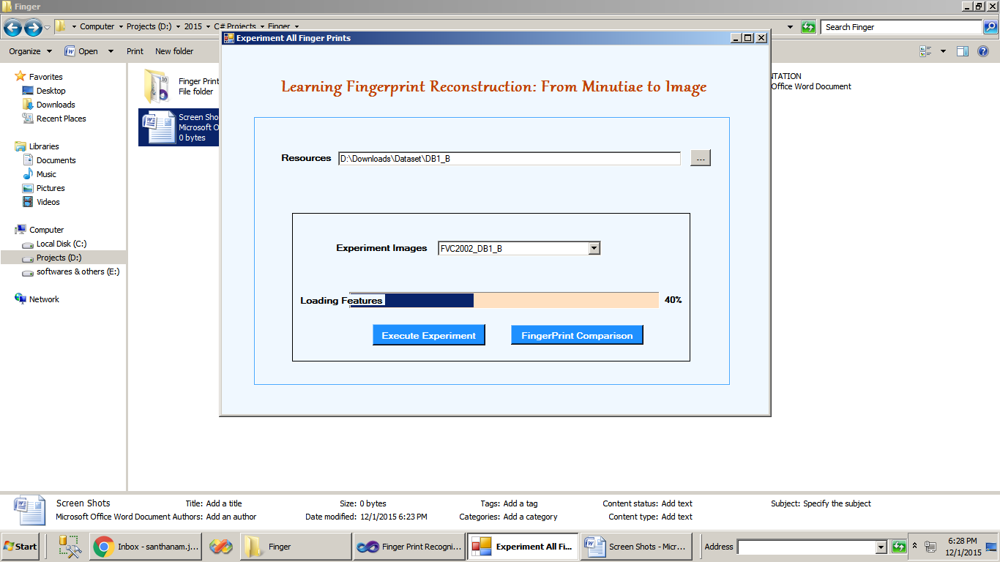 Finger
Computer Projects (D:) 2015 C# Projects Finger
Search Finger
Organize Open Print New folder
Favorites
Desktop
Downloads
Recent Places
Libraries
Documents
Music
Pictures
Videos
Computer
Local Disk (C:)
Projects (D:)
softwares & others (E:)
Network
Finger Print
File folder
Screen Sho
Microsoft O
0 bytes
NTATION
Office Word Document
Experiment All Finger Prints
Learning Fingerprint Reconstruction: From Minutiae to Image
Resources D:\Downloads\Dataset\DB1_B ...
Experiment Images FVC2002_DB1_B
Loading Features 40%
Execute Experiment FingerPrint Comparison
Screen Shots Title: Add a title Size: 0 bytes Tags: Add a tag Content status: Add text Subject: Specify the subject
Microsoft Office Word Document Authors: Add an author Date modified: 12/1/2015 6:23 PM Categories: Add a category Content type: Add text
Start Inbox - santhanam.j... Finger Finger Print Recogni... Experiment All Fi... Screen Shots - Micr... Address 6:28 PM
12/1/2015